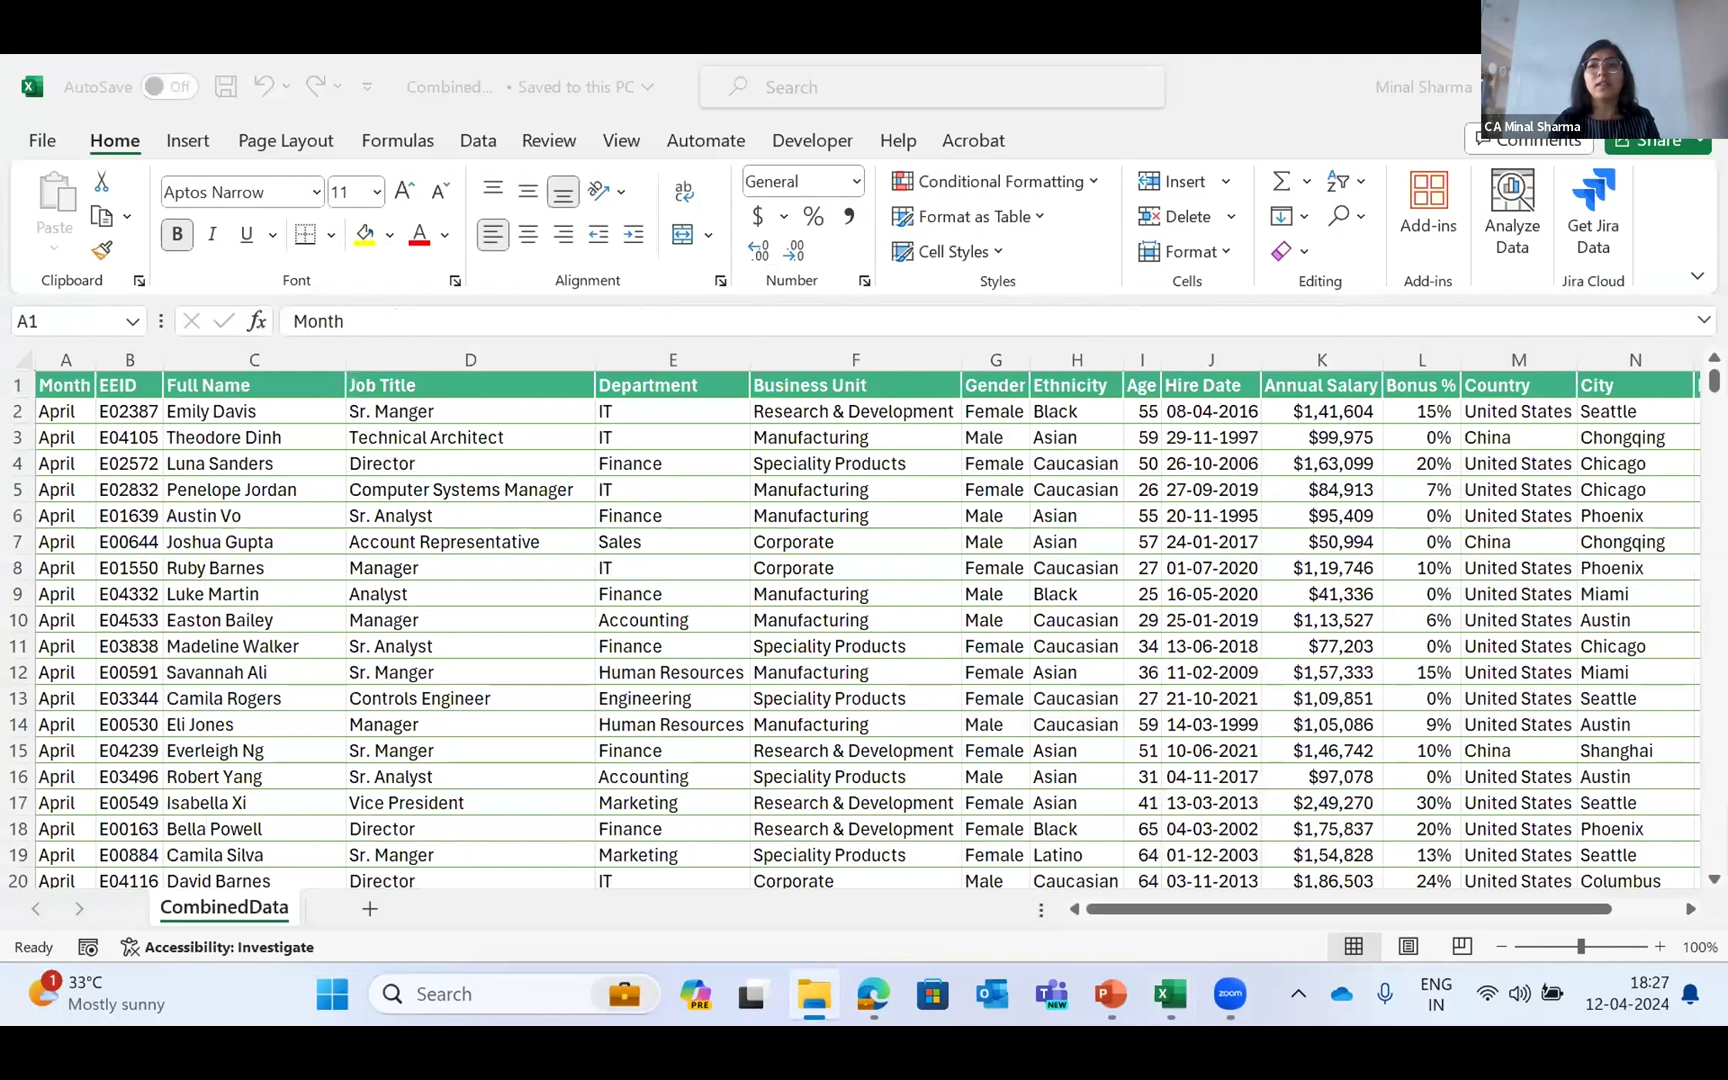 AutoSave Off Combined... • Saved to this PC Search Minal Sharma
CA Minal Sharma
File Home Insert Page Layout Formulas Data Review View Automate Developer Help Acrobat Comments Share
Paste
Aptos Narrow 11
General
Conditional Formatting
Format as Table
Cell Styles
Insert
Delete
Format
Add-ins
Analyze Data
Get Jira Data
Clipboard Font Alignment Number Styles Cells Editing Add-ins Jira Cloud
A1 fx Month
A B C D E F G H I J K L M N
1 Month EEID Full Name Job Title Department Business Unit Gender Ethnicity Age Hire Date Annual Salary Bonus % Country City
2 April E02387 Emily Davis Sr. Manger IT Research & Development Female Black 55 08-04-2016 $1,41,604 15% United States Seattle
3 April E04105 Theodore Dinh Technical Architect IT Manufacturing Male Asian 59 29-11-1997 $99,975 0% China Chongqing
4 April E02572 Luna Sanders Director Finance Speciality Products Female Caucasian 50 26-10-2006 $1,63,099 20% United States Chicago
5 April E02832 Penelope Jordan Computer Systems Manager IT Manufacturing Female Caucasian 26 27-09-2019 $84,913 7% United States Chicago
6 April E01639 Austin Vo Sr. Analyst Finance Manufacturing Male Asian 55 20-11-1995 $95,409 0% United States Phoenix
7 April E00644 Joshua Gupta Account Representative Sales Corporate Male Asian 57 24-01-2017 $50,994 0% China Chongqing
8 April E01550 Ruby Barnes Manager IT Corporate Female Caucasian 27 01-07-2020 $1,19,746 10% United States Phoenix
9 April E04332 Luke Martin Analyst Finance Manufacturing Male Black 25 16-05-2020 $41,336 0% United States Miami
10 April E04533 Easton Bailey Manager Accounting Manufacturing Male Caucasian 29 25-01-2019 $1,13,527 6% United States Austin
11 April E03838 Madeline Walker Sr. Analyst Finance Speciality Products Female Caucasian 34 13-06-2018 $77,203 0% United States Chicago
12 April E00591 Savannah Ali Sr. Manger Human Resources Manufacturing Female Asian 36 11-02-2009 $1,57,333 15% United States Miami
13 April E03344 Camila Rogers Controls Engineer Engineering Speciality Products Female Caucasian 27 21-10-2021 $1,09,851 0% United States Seattle
14 April E00530 Eli Jones Manager Human Resources Manufacturing Male Caucasian 59 14-03-1999 $1,05,086 9% United States Austin
15 April E04239 Everleigh Ng Sr. Manger Finance Research & Development Female Asian 51 10-06-2021 $1,46,742 10% China Shanghai
16 April E03496 Robert Yang Sr. Analyst Accounting Speciality Products Male Asian 31 04-11-2017 $97,078 0% United States Austin
17 April E00549 Isabella Xi Vice President Marketing Research & Development Female Asian 41 13-03-2013 $2,49,270 30% United States Seattle
18 April E00163 Bella Powell Director Finance Research & Development Female Black 65 04-03-2002 $1,75,837 20% United States Phoenix
19 April E00884 Camila Silva Sr. Manger Marketing Speciality Products Female Latino 64 01-12-2003 $1,54,828 13% United States Seattle
20 April E04116 David Barnes Director IT Corporate Male Caucasian 64 03-11-2013 $1,86,503 24% United States Columbus
CombinedData
Ready Accessibility: Investigate 100%
1 33°C
Mostly sunny
Search PRE NEW zoom
ENG
IN
18:27
12-04-2024